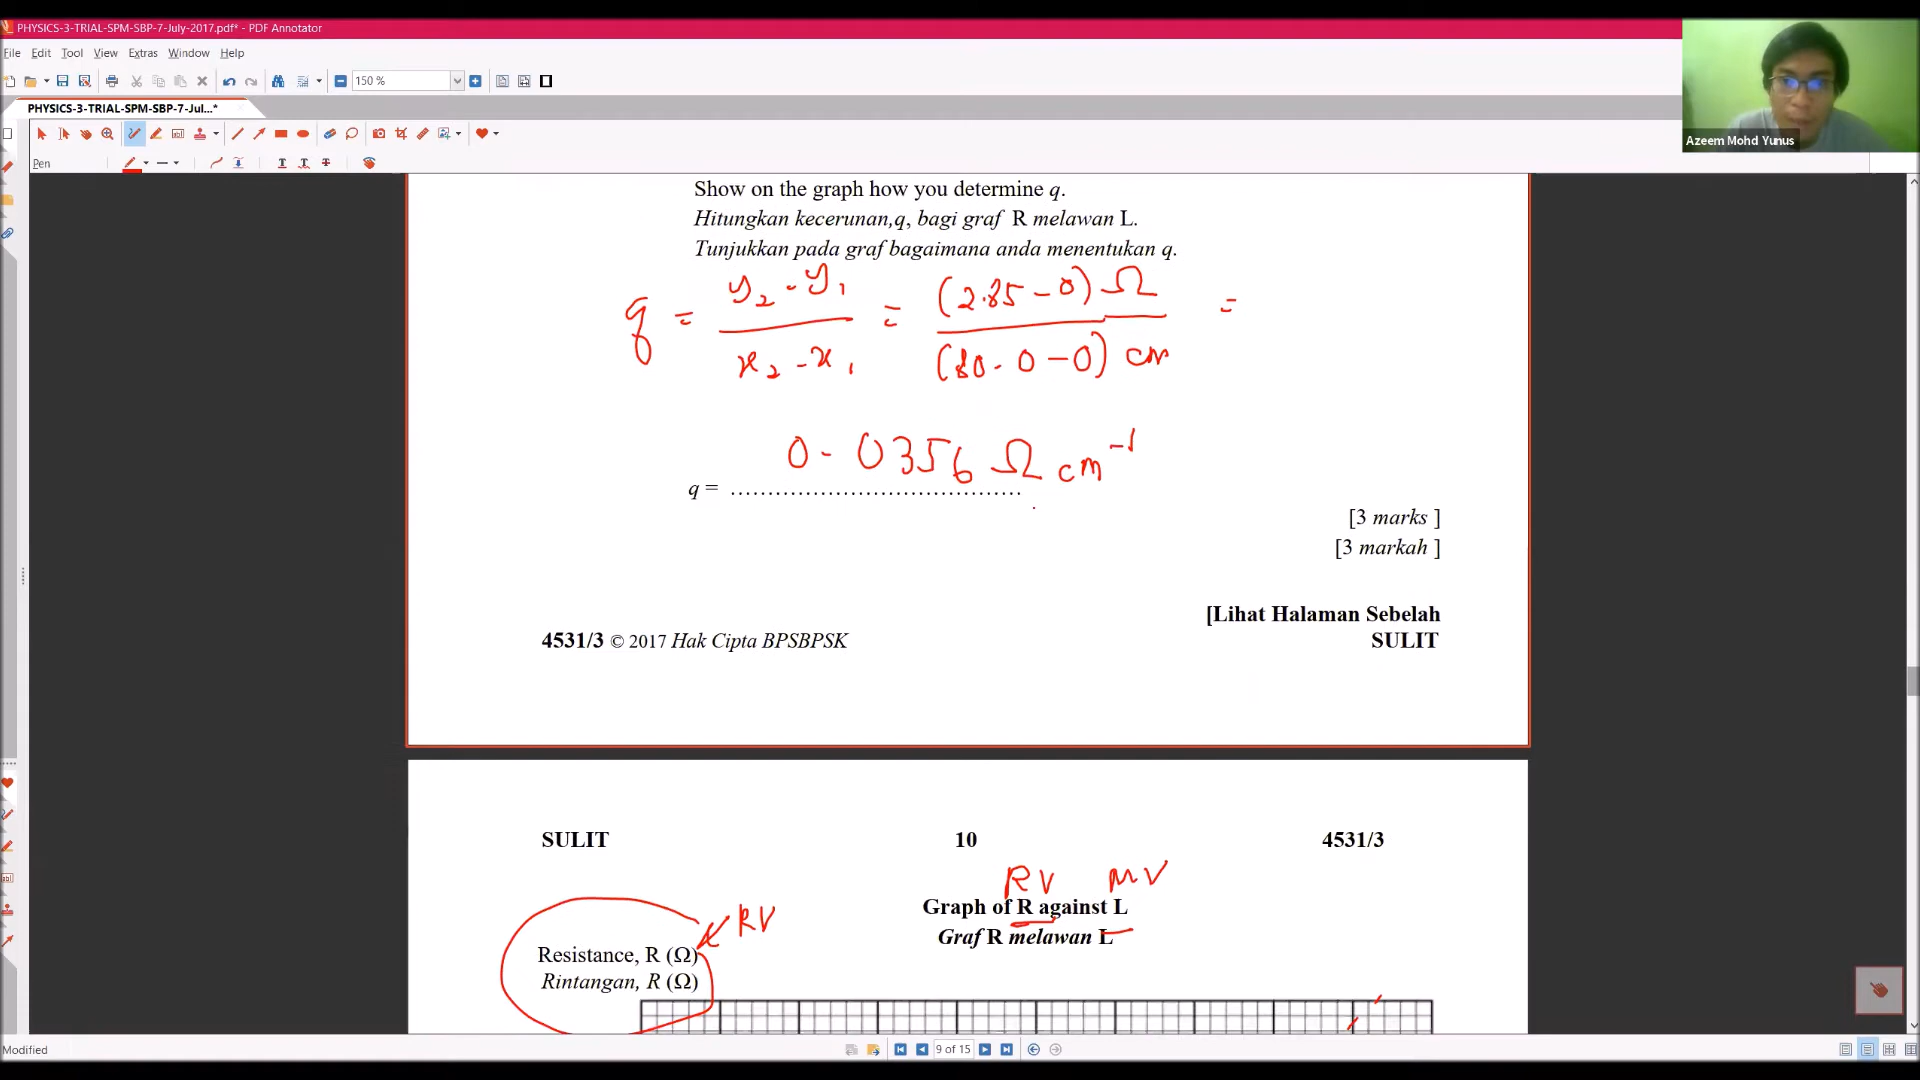 PHYSICS-3-TRIAL-SPM-SBP-7-July-2017.pdf* - PDF Annotator
File Edit Tool View Extras Window Help
150 %
PHYSICS-3-TRIAL-SPM-SBP-7-Jul...*
Pen
Azeem Mohd Yunus
Show on the graph how you determine q.
Hitungkan kecerunan,q, bagi graf R melawan L.
Tunjukkan pada graf bagaimana anda menentukan q.
q = y₂ - y₁ / x₂ - x₁ = (2.85 - 0) Ω / (80.0 - 0) cm =
0.0356 Ω cm⁻¹
q = .......................................
[3 marks ]
[3 markah ]
[Lihat Halaman Sebelah
4531/3 © 2017 Hak Cipta BPSBPSK SULIT
SULIT 10 4531/3
RV MV
Graph of R against L
Graf R melawan L
RV
Resistance, R (Ω)
Rintangan, R (Ω)
Modified
9 of 15